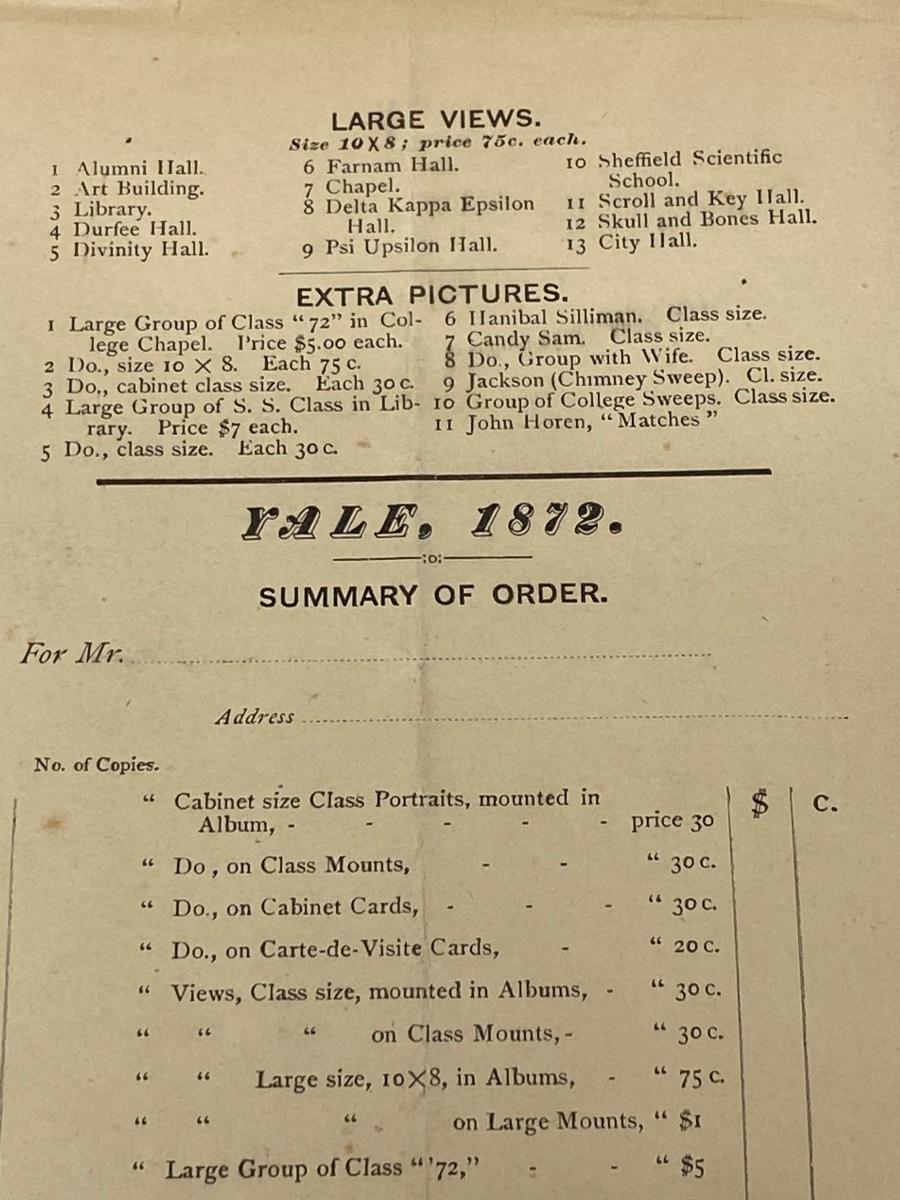 LARGE VIEWS.
Size 10X8; price 75c. each.
1 Alumni Hall.
2 Art Building.
3 Library.
4 Durfee Hall.
5 Divinity Hall.
6 Farnam Hall.
7 Chapel.
8 Delta Kappa Epsilon
Hall.
9 Psi Upsilon Hall.
10 Sheffield Scientific
School.
11 Scroll and Key Hall.
12 Skull and Bones Hall.
13 City Hall.
EXTRA PICTURES.
1 Large Group of Class "72" in Col-
lege Chapel. Price $5.00 each.
2 Do., size 10 X 8. Each 75 c.
3 Do., cabinet class size. Each 30 c.
4 Large Group of S. S. Class in Lib-
rary. Price $7 each.
5 Do., class size. Each 30 c.
6 Hanibal Silliman. Class size.
7 Candy Sam. Class size.
8 Do., Group with Wife. Class size.
9 Jackson (Chimney Sweep). Cl. size.
10 Group of College Sweeps. Class size.
11 John Horen, "Matches"
YALE, 1872.
:o:
SUMMARY OF ORDER.
For Mr.
Address
No. of Copies.
$ c.
" Cabinet size Class Portraits, mounted in
Album, - - - - - price 30
" Do , on Class Mounts, - - " 30 c.
" Do., on Cabinet Cards, - - - " 30 c.
" Do., on Carte-de-Visite Cards, - " 20 c.
" Views, Class size, mounted in Albums, - " 30 c.
" " " on Class Mounts, - " 30 c.
" " Large size, 10X8, in Albums, - " 75 c.
" " " on Large Mounts, " $1
" Large Group of Class "'72," - - " $5